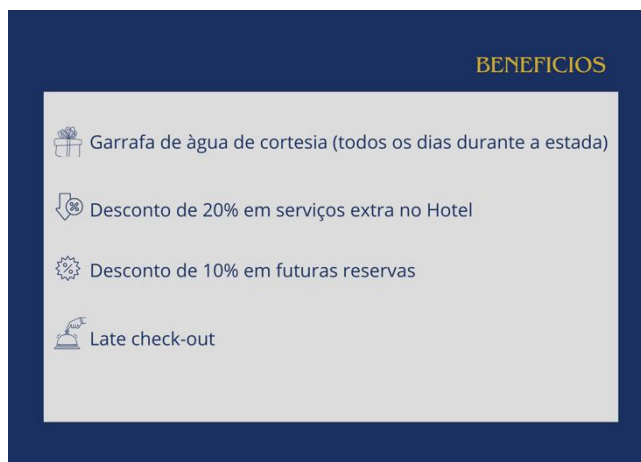 BENEFICIOS
Garrafa de àgua de cortesia (todos os dias durante a estada)
Desconto de 20% em serviços extra no Hotel
Desconto de 10% em futuras reservas
Late check-out